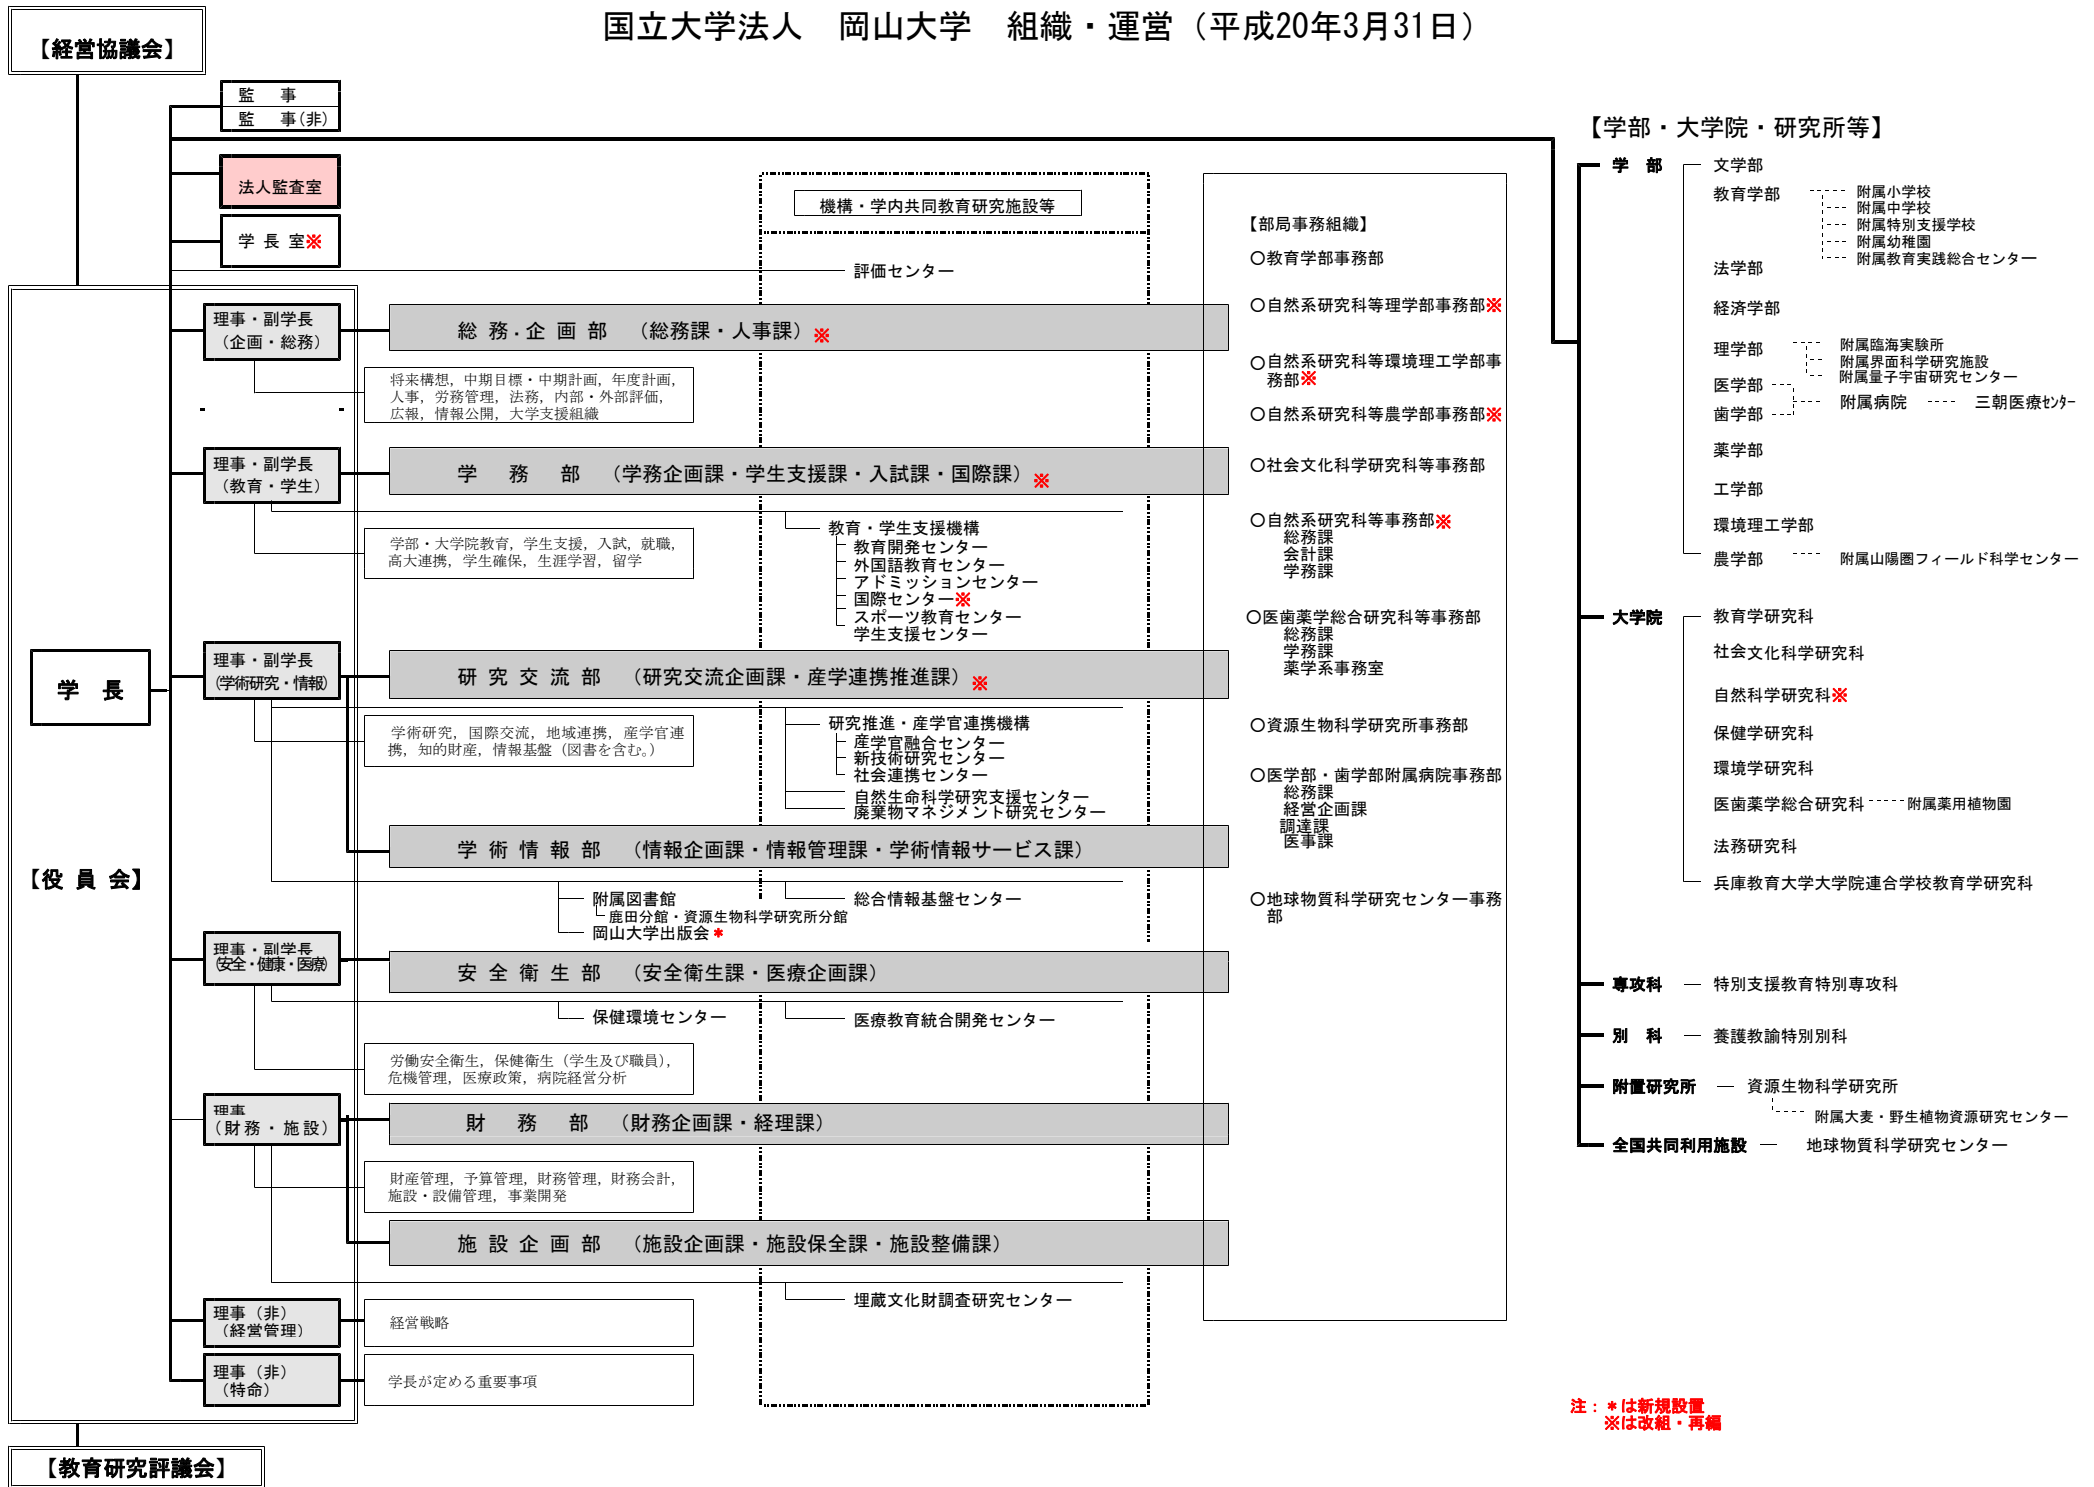 国立大学法人　岡山大学　組織・運営（平成20年3月31日）
【経営協議会】
監　事
監　事(非)
法人監査室
学 長 室※
評価センター
機構・学内共同教育研究施設等
理事・副学長
（企画・総務）
総 務．企 画 部　（総務課・人事課）※
将来構想，中期目標・中期計画，年度計画，
人事，労務管理，法務，内部・外部評価，
広報，情報公開，大学支援組織
理事・副学長
（教育・学生）
学　務　部　（学務企画課・学生支援課・入試課・国際課）※
学部・大学院教育，学生支援，入試，就職，
高大連携，学生確保，生涯学習，留学
教育・学生支援機構
教育開発センター
外国語教育センター
アドミッションセンター
国際センター※
スポーツ教育センター
学生支援センター
学　長
【役 員 会】
理事・副学長
（学術研究・情報）
研 究 交 流 部　（研究交流企画課・産学連携推進課）※
学術研究，国際交流，地域連携，産学官連
携，知的財産，情報基盤（図書を含む。）
研究推進・産学官連携機構
産学官融合センター
新技術研究センター
社会連携センター
自然生命科学研究支援センター
廃棄物マネジメント研究センター
学 術 情 報 部　（情報企画課・情報管理課・学術情報サービス課）
附属図書館
鹿田分館・資源生物科学研究所分館
岡山大学出版会＊
総合情報基盤センター
理事・副学長
（安全・健康・医療）
安 全 衛 生 部　（安全衛生課・医療企画課）
保健環境センター
医療教育統合開発センター
労働安全衛生，保健衛生（学生及び職員），
危機管理，医療政策，病院経営分析
理事
（財務・施設）
財　務　部　（財務企画課・経理課）
財産管理，予算管理，財務管理，財務会計，
施設・設備管理，事業開発
施 設 企 画 部　（施設企画課・施設保全課・施設整備課）
埋蔵文化財調査研究センター
理事（非）
（経営管理）
経営戦略
理事（非）
（特命）
学長が定める重要事項
【教育研究評議会】
【部局事務組織】
○教育学部事務部
○自然系研究科等理学部事務部※
○自然系研究科等環境理工学部事
務部※
○自然系研究科等農学部事務部※
○社会文化科学研究科等事務部
○自然系研究科等事務部※
総務課
会計課
学務課
○医歯薬学総合研究科等事務部
総務課
学務課
薬学系事務室
○資源生物科学研究所事務部
○医学部・歯学部附属病院事務部
総務課
経営企画課
調達課
医事課
○地球物質科学研究センター事務
部
【学部・大学院・研究所等】
学　部
文学部
教育学部
附属小学校
附属中学校
附属特別支援学校
附属幼稚園
附属教育実践総合センター
法学部
経済学部
理学部
附属臨海実験所
附属界面科学研究施設
附属量子宇宙研究センター
医学部
歯学部
附属病院
三朝医療ｾﾝﾀｰ
薬学部
工学部
環境理工学部
農学部
附属山陽圏フィールド科学センター
大学院
教育学研究科
社会文化科学研究科
自然科学研究科※
保健学研究科
環境学研究科
医歯薬学総合研究科
附属薬用植物園
法務研究科
兵庫教育大学大学院連合学校教育学研究科
専攻科
特別支援教育特別専攻科
別　科
養護教諭特別別科
附置研究所
資源生物科学研究所
附属大麦・野生植物資源研究センター
全国共同利用施設
地球物質科学研究センター
注：＊は新規設置
※は改組・再編